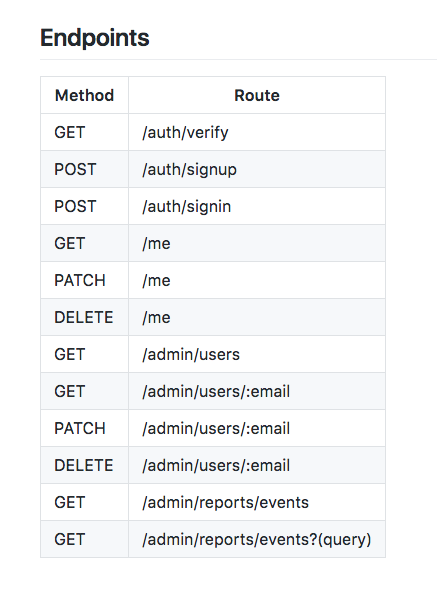 Endpoints
Method Route
GET /auth/verify
POST /auth/signup
POST /auth/signin
GET /me
PATCH /me
DELETE /me
GET /admin/users
GET /admin/users/:email
PATCH /admin/users/:email
DELETE /admin/users/:email
GET /admin/reports/events
GET /admin/reports/events?(query)